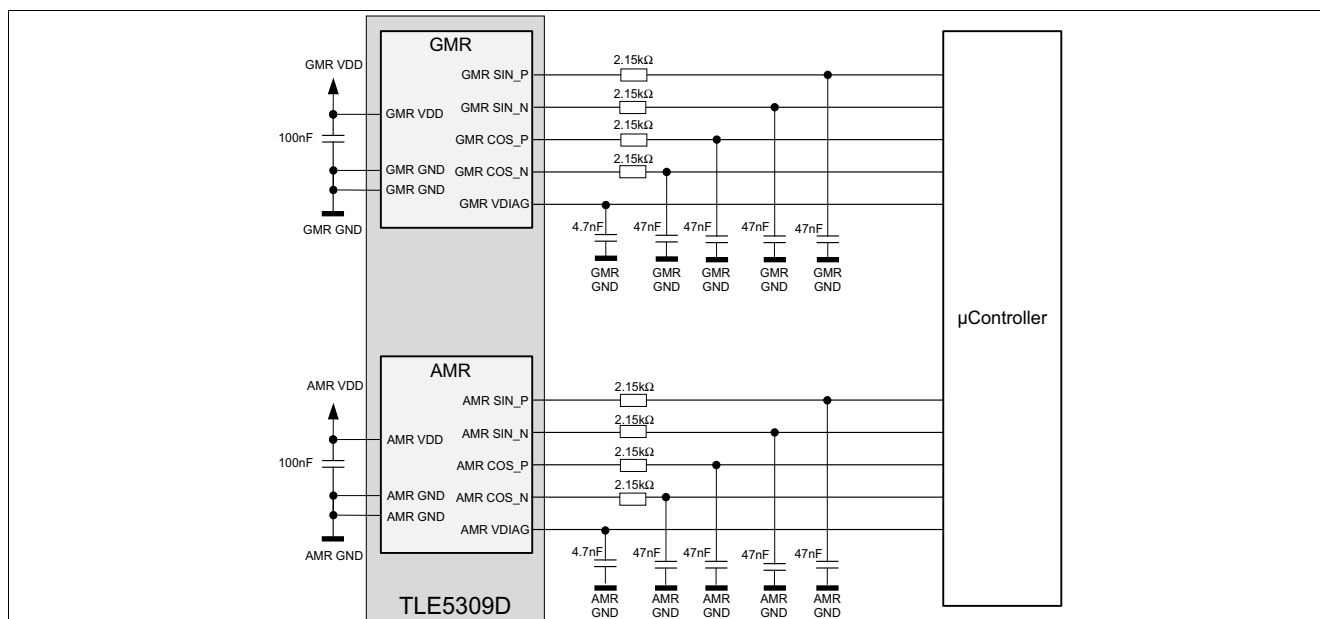 GMR
GMR VDD
2.15kΩ
GMR SIN_P
2.15kΩ
GMR SIN_N
GMR VDD
2.15kΩ
100nF
GMR COS_P
2.15kΩ
GMR GND
GMR COS_N
GMR GND
GMR VDIAG
GMR GND
4.7nF
47nF
47nF
47nF
47nF
GMR
GND
GMR
GND
GMR
GND
GMR
GND
GMR
GND
µController
AMR
AMR VDD
2.15kΩ
AMR SIN_P
2.15kΩ
AMR SIN_N
AMR VDD
2.15kΩ
100nF
AMR COS_P
2.15kΩ
AMR GND
AMR COS_N
AMR GND
AMR VDIAG
AMR GND
4.7nF
47nF
47nF
47nF
47nF
AMR
GND
AMR
GND
AMR
GND
AMR
GND
AMR
GND
TLE5309D